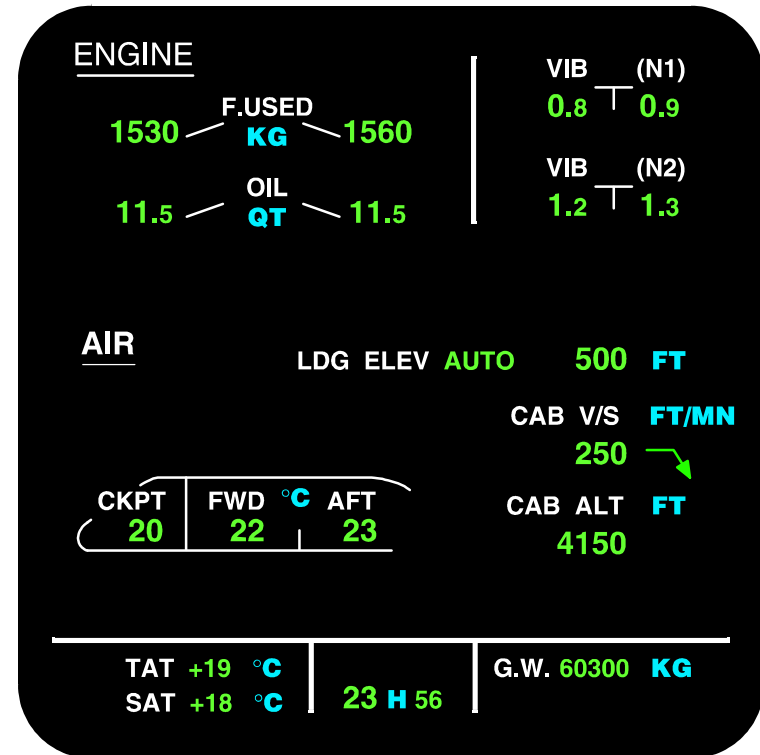 ENGINE
F.USED
1530 KG 1560
OIL
11.5 QT 11.5
VIB (N1)
0.8 0.9
VIB (N2)
1.2 1.3
AIR
LDG ELEV AUTO 500 FT
CAB V/S FT/MN
250
CKPT FWD °C AFT
20 22 23
CAB ALT FT
4150
TAT +19 °C
SAT +18 °C
23 H 56
G.W. 60300 KG